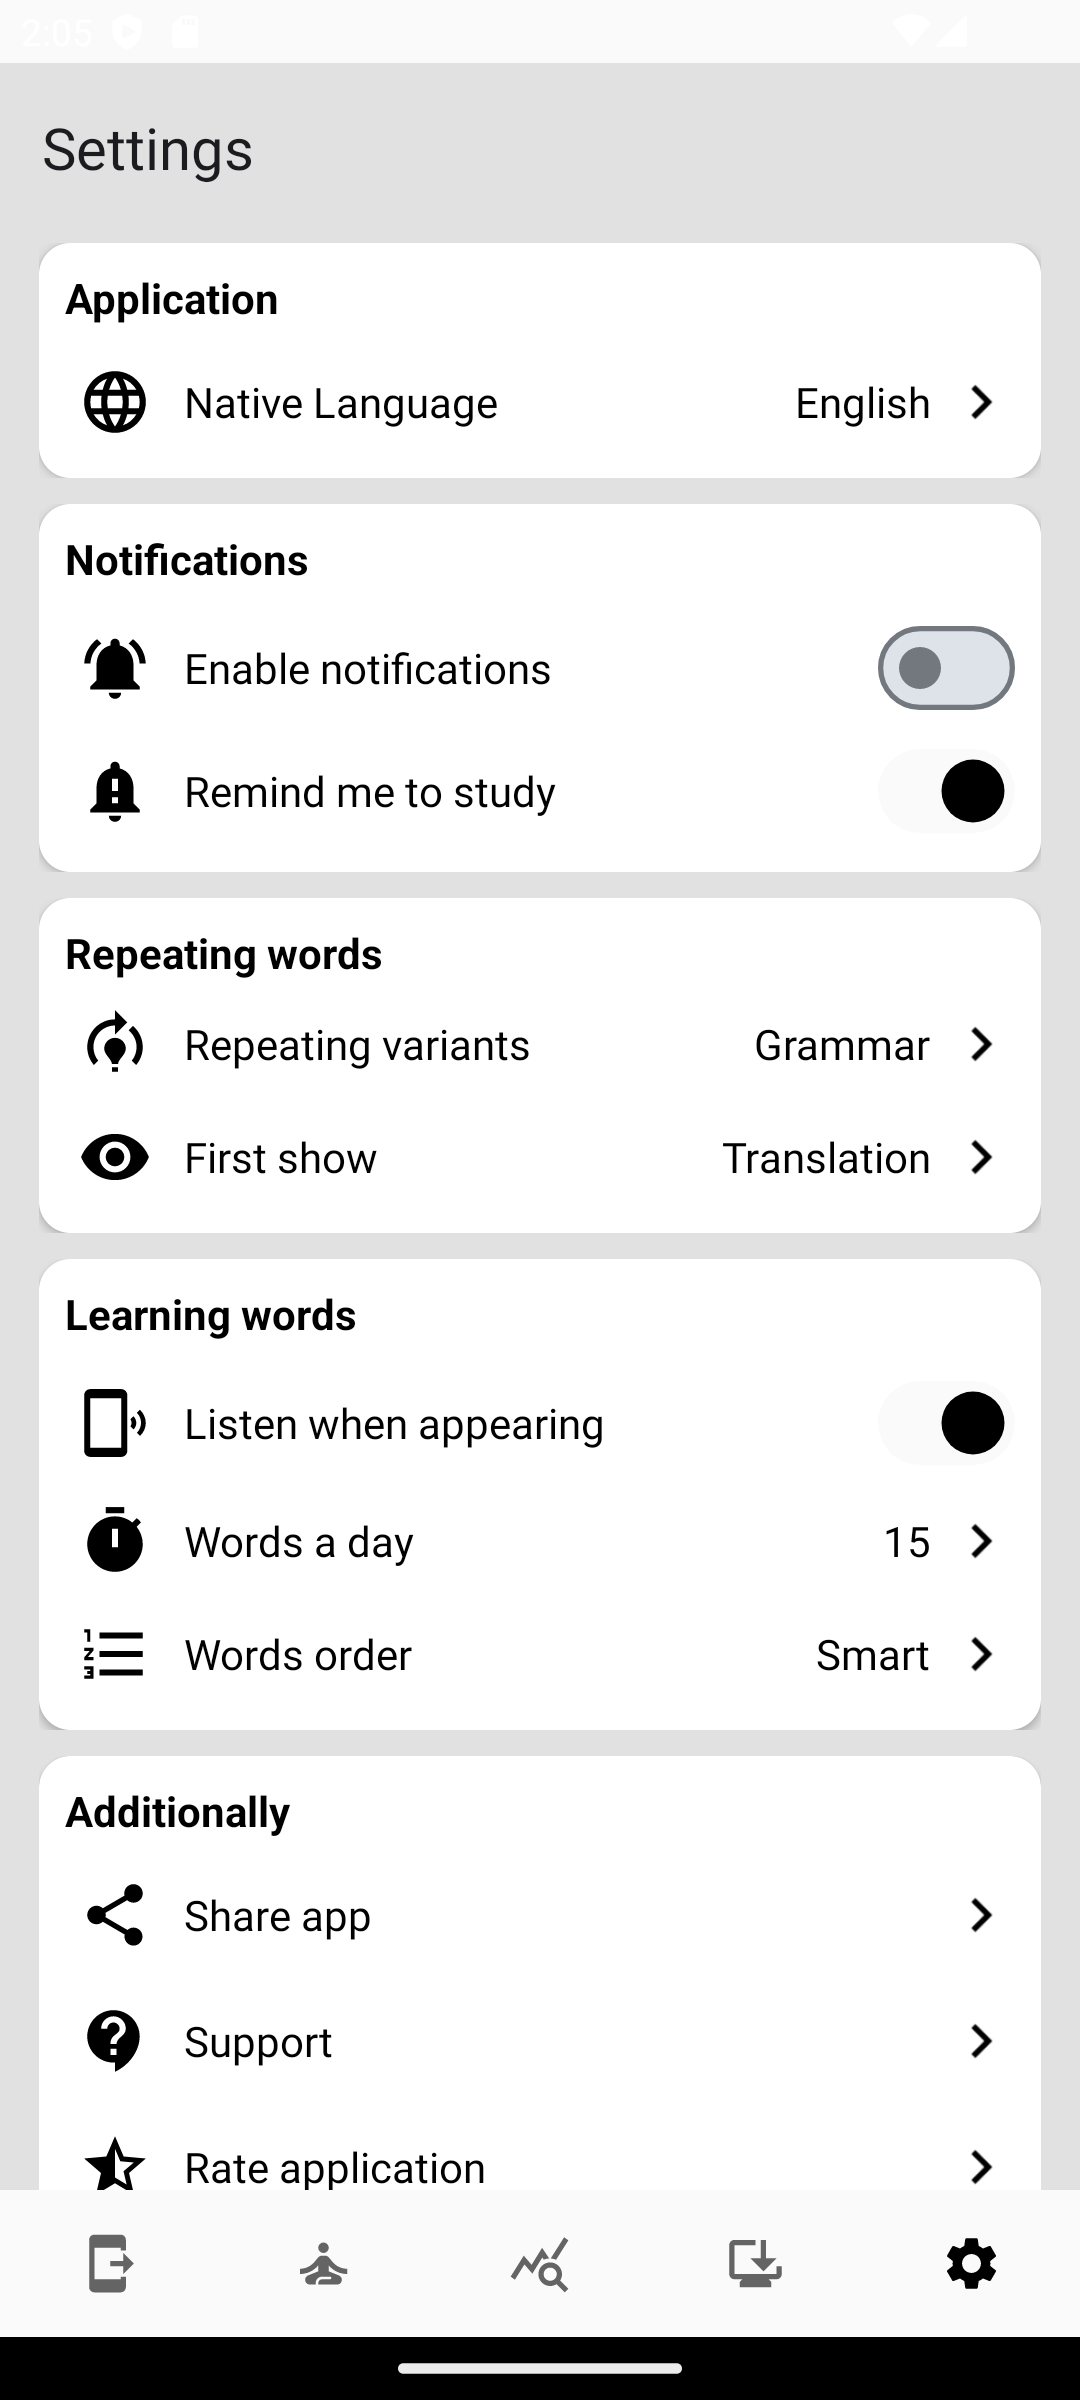 2:05
Settings
Application
Native Language English
Notifications
Enable notifications
Remind me to study
Repeating words
Repeating variants Grammar
First show Translation
Learning words
Listen when appearing
Words a day 15
Words order Smart
Additionally
Share app
Support
Rate application